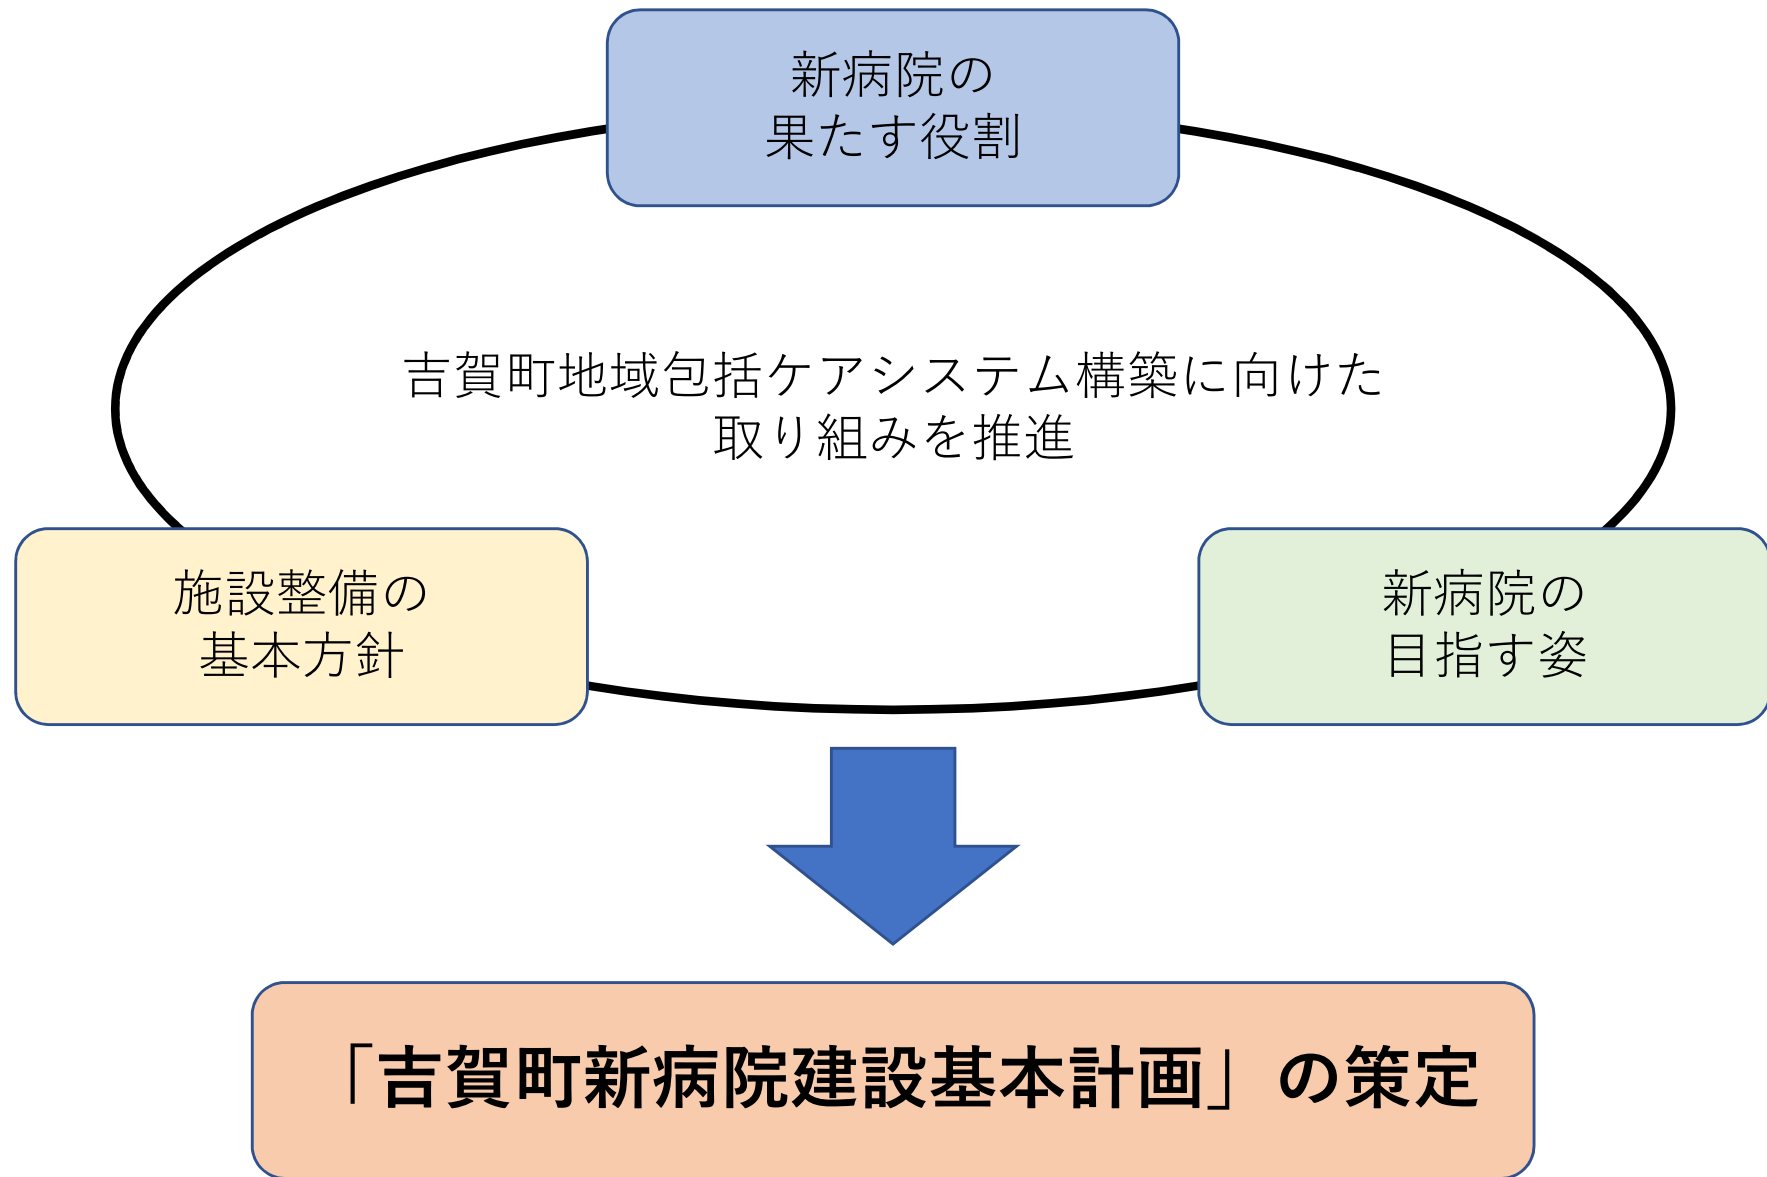 新病院の
果たす役割
吉賀町地域包括ケアシステム構築に向けた
取り組みを推進
施設整備の
基本方針
新病院の
目指す姿
「吉賀町新病院建設基本計画」の策定